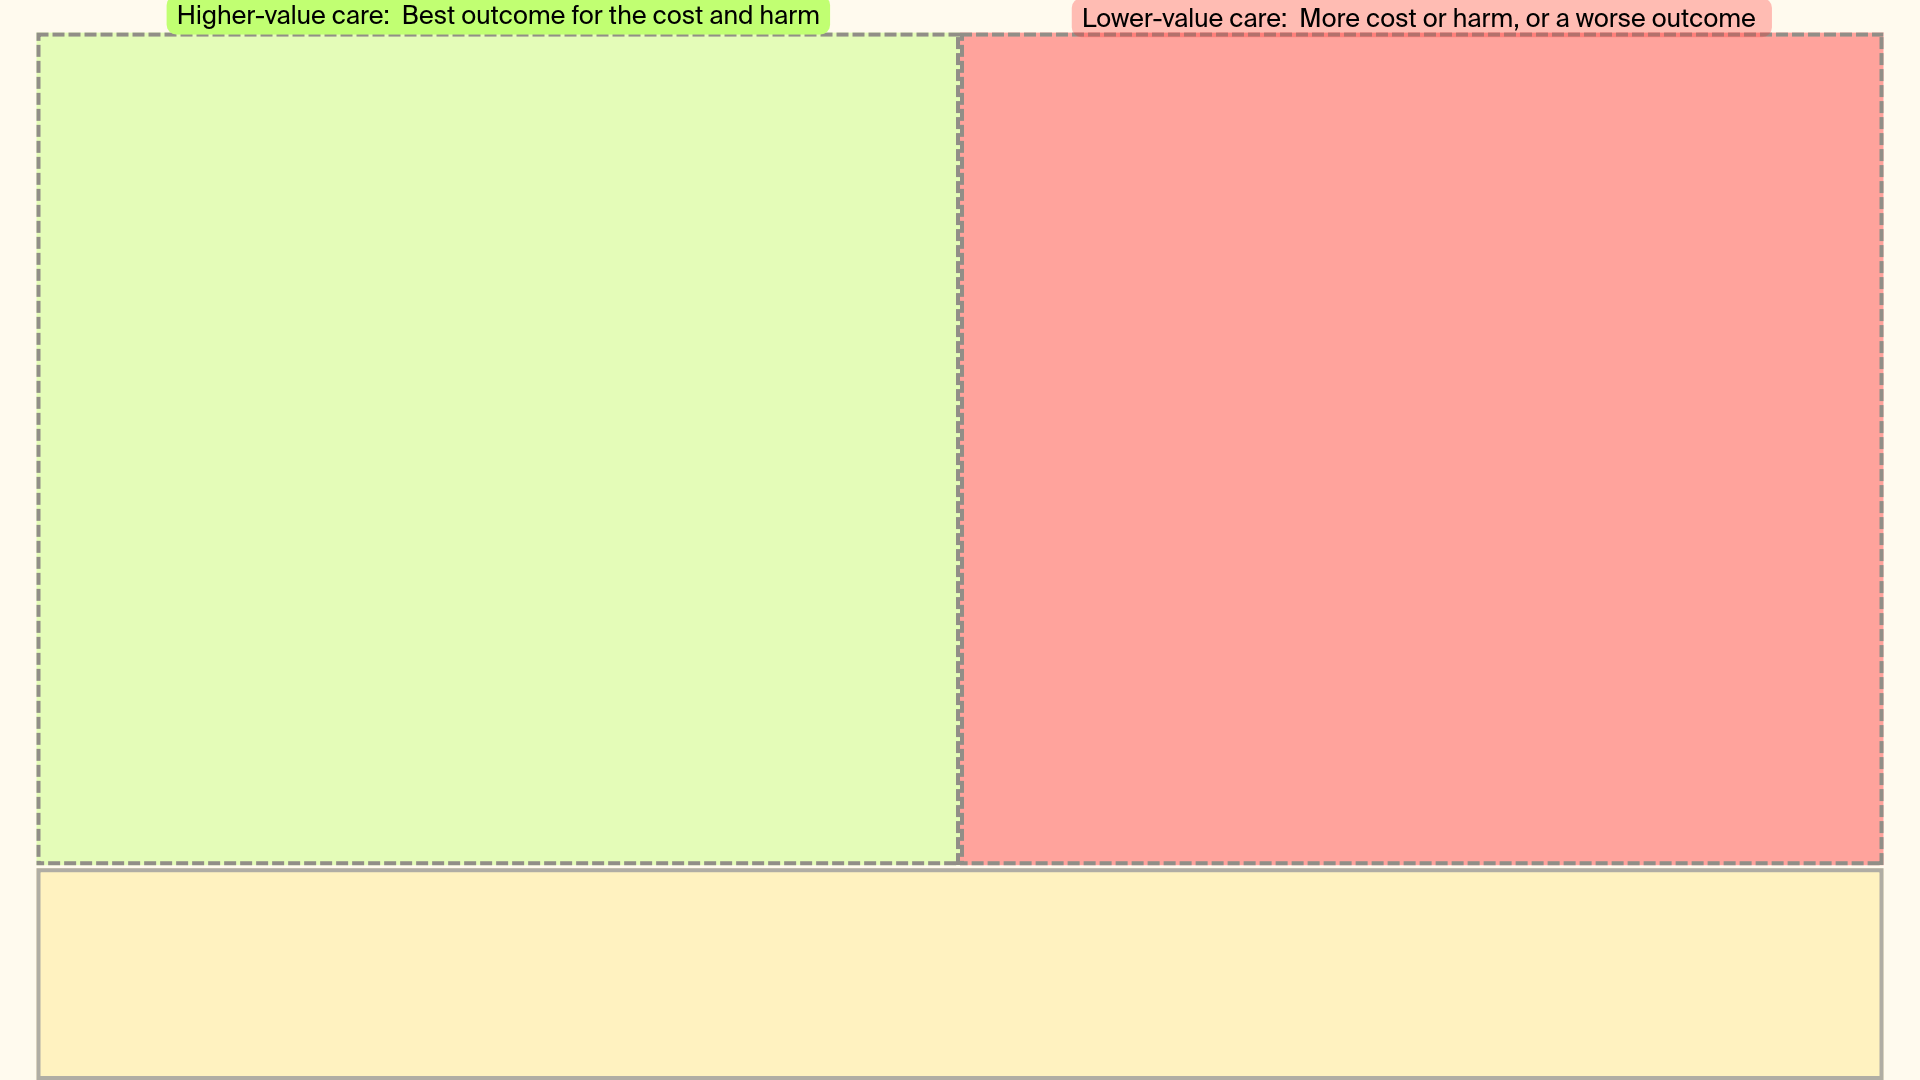 Higher-value care:  Best outcome for the cost and harm
Lower-value care:  More cost or harm, or a worse outcome